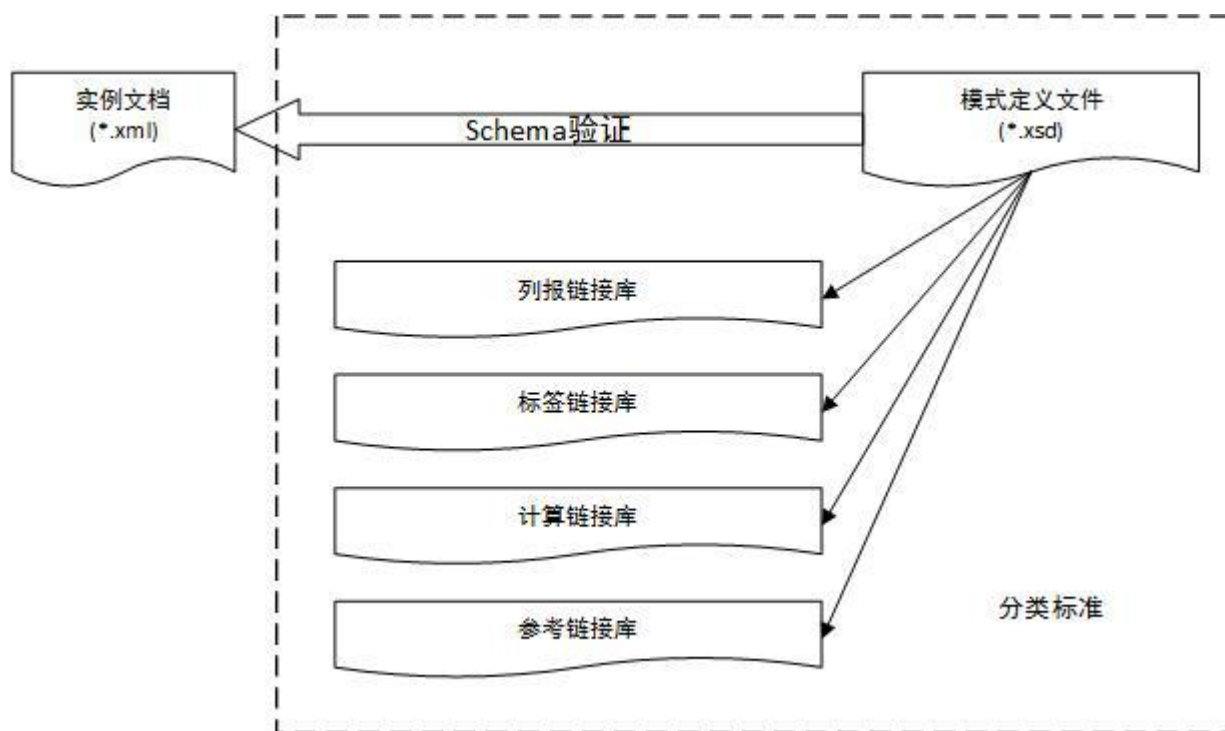 实例文档
(*.xml)
Schema验证
模式定义文件
(*.xsd)
列报链接库
标签链接库
计算链接库
参考链接库
分类标准